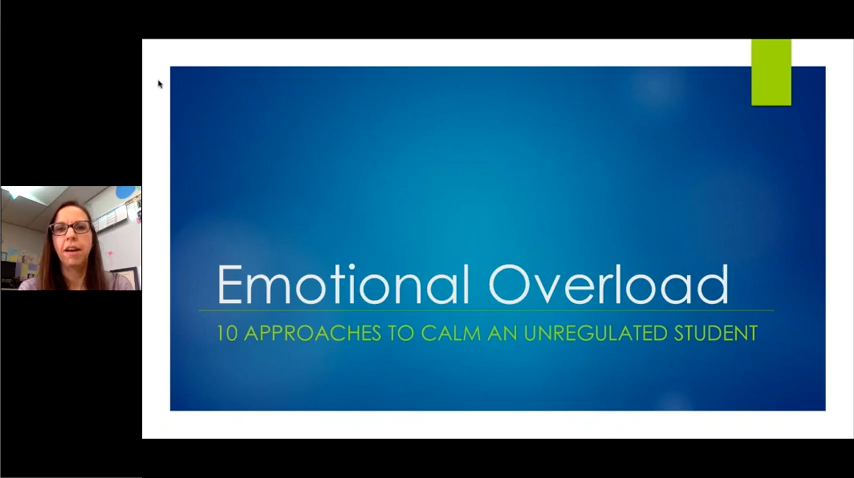 Emotional Overload
10 APPROACHES TO CALM AN UNREGULATED STUDENT